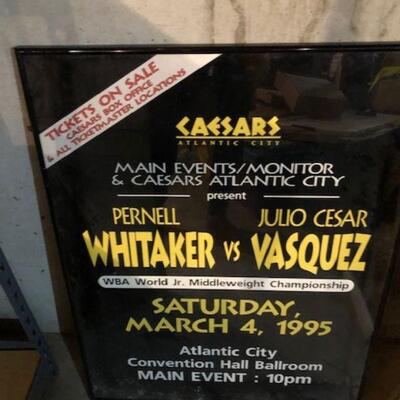 TICKETS ON SALE
CAESARS BOX OFFICE
& ALL TICKETMASTER LOCATIONS
CAESARS
ATLANTIC CITY
MAIN EVENTS/MONITOR
& CAESARS ATLANTIC CITY
present
PERNELL JULIO CESAR
WHITAKER VS VASQUEZ
WBA World Jr. Middleweight Championship
SATURDAY,
MARCH 4, 1995
Atlantic City
Convention Hall Ballroom
MAIN EVENT : 10pm